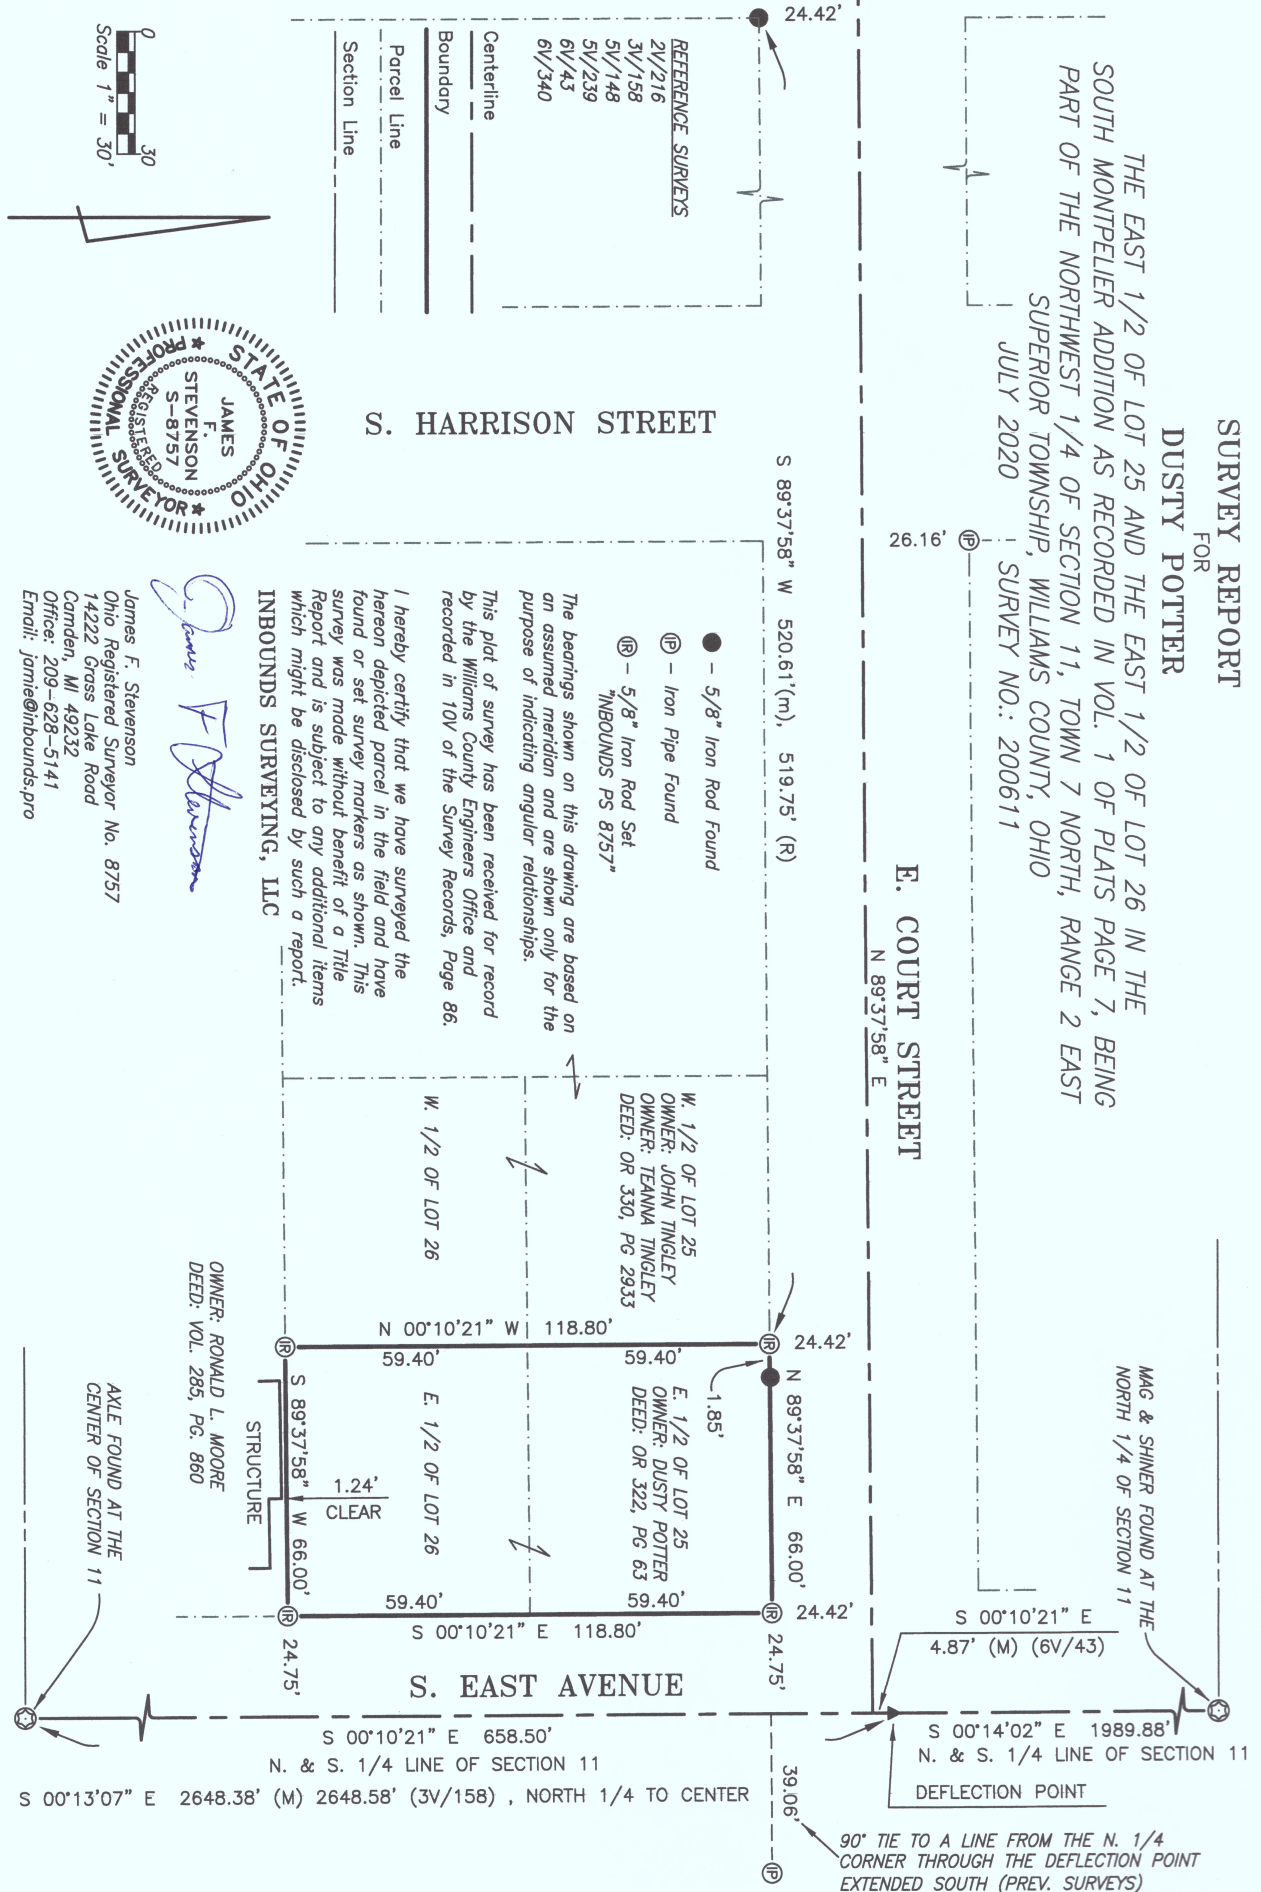 SURVEY REPORT
FOR
DUSTY POTTER
THE EAST 1/2 OF LOT 25 AND THE EAST 1/2 OF LOT 26 IN THE
SOUTH MONTPELIER ADDITION AS RECORDED IN VOL. 1 OF PLATS PAGE 7, BEING
PART OF THE NORTHWEST 1/4 OF SECTION 11, TOWN 7 NORTH, RANGE 2 EAST
SUPERIOR TOWNSHIP, WILLIAMS COUNTY, OHIO
JULY 2020 SURVEY NO.: 200611
MAG & SHINER FOUND AT THE
NORTH 1/4 OF SECTION 11
26.16'
IP
E. COURT STREET
N 89°37'58" E
24.42'
S 89°37'58" W 520.61'(m), 519.75' (R)
S 00°10'21" E
4.87' (M) (6V/43)
S 00°14'02" E 1989.88'
N. & S. 1/4 LINE OF SECTION 11
DEFLECTION POINT
90° TIE TO A LINE FROM THE N. 1/4
CORNER THROUGH THE DEFLECTION POINT
EXTENDED SOUTH (PREV. SURVEYS)
39.06'
IP
REFERENCE SURVEYS
2V/216
3V/158
5V/148
5V/239
6V/43
6V/340
Centerline
Boundary
Parcel Line
Section Line
0 30
Scale 1" = 30'
S. HARRISON STREET
STATE OF OHIO
JAMES
F.
STEVENSON
S-8757
REGISTERED
PROFESSIONAL SURVEYOR
- 5/8" Iron Rod Found
IP - Iron Pipe Found
IR - 5/8" Iron Rod Set
"INBOUNDS PS 8757"
The bearings shown on this drawing are based on
an assumed meridian and are shown only for the
purpose of indicating angular relationships.
This plat of survey has been received for record
by the Williams County Engineers Office and
recorded in 10V of the Survey Records, Page 86.
I hereby certify that we have surveyed the
hereon depicted parcel in the field and have
found or set survey markers as shown. This
survey was made without benefit of a Title
Report and is subject to any additional items
which might be disclosed by such a report.
INBOUNDS SURVEYING, LLC
James F Stevenson
James F. Stevenson
Ohio Registered Surveyor No. 8757
14222 Grass Lake Road
Camden, MI 49232
Office: 209-628-5141
Email: jamie@inbounds.pro
W. 1/2 OF LOT 25
OWNER: JOHN TINGLEY
OWNER: TEANNA TINGLEY
DEED: OR 330, PG 2933
W. 1/2 OF LOT 26
IR
24.42'
1.85'
N 89°37'58" E 66.00'
IR
24.42'
24.75'
N 00°10'21" W 118.80'
59.40'
59.40'
E. 1/2 OF LOT 25
OWNER: DUSTY POTTER
DEED: OR 322, PG 63
E. 1/2 OF LOT 26
59.40'
59.40'
S 00°10'21" E 118.80'
1.24'
CLEAR
IR
S 89°37'58" W 66.00'
IR
24.75'
STRUCTURE
OWNER: RONALD L. MOORE
DEED: VOL. 285, PG. 860
S. EAST AVENUE
S 00°10'21" E 658.50'
N. & S. 1/4 LINE OF SECTION 11
S 00°13'07" E 2648.38' (M) 2648.58' (3V/158) , NORTH 1/4 TO CENTER
AXLE FOUND AT THE
CENTER OF SECTION 11